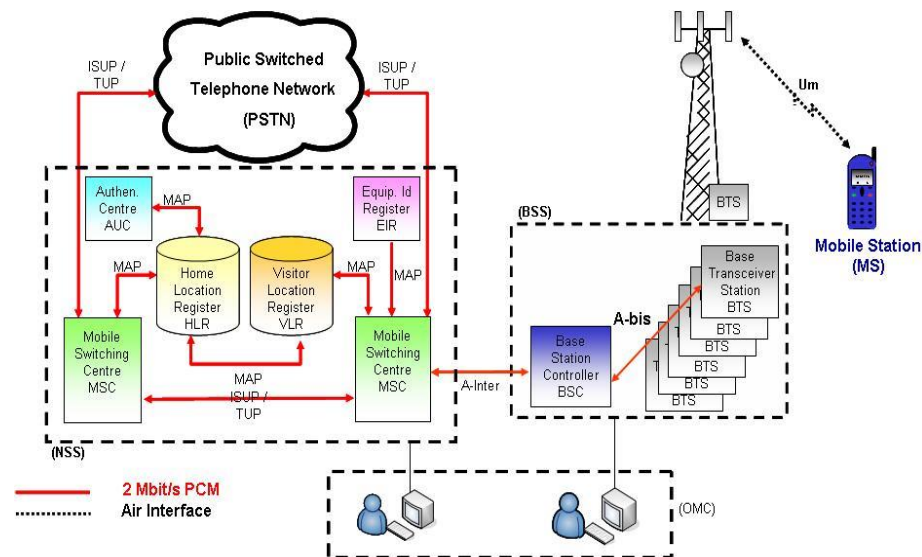 Public Switched
Telephone Network
(PSTN)
ISUP /
TUP
ISUP /
TUP
Um
Authen.
Centre
AUC
MAP
Equip. Id
Register
EIR
BTS
(BSS)
Mobile Station
(MS)
MAP
Home
Location
Register
HLR
Visitor
Location
Register
VLR
MAP
MAP
Base
Transceiver
Station
BTS
BTS
BTS
BTS
BTS
BTS
A-bis
Mobile
Switching
Centre
MSC
Mobile
Switching
Centre
MSC
MAP
ISUP /
TUP
A-Inter
Base
Station
Controller
BSC
(NSS)
2 Mbit/s PCM
Air Interface
(OMC)